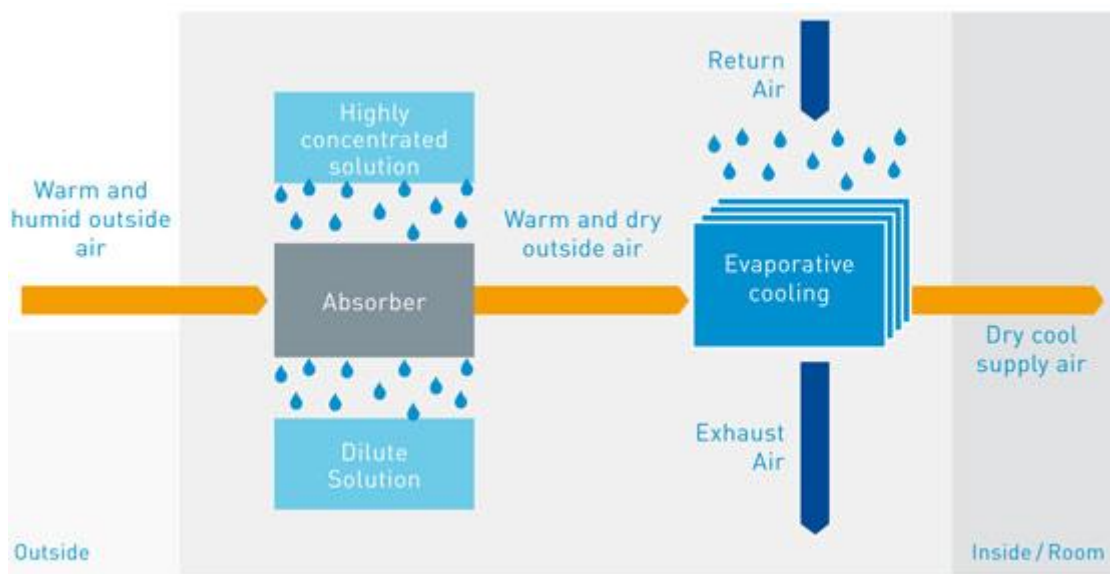 Return
Air
Highly
concentrated
solution
Warm and
humid outside
air
Warm and dry
outside air
Absorber
Evaporative
cooling
Dry cool
supply air
Dilute
Solution
Exhaust
Air
Outside
Inside / Room